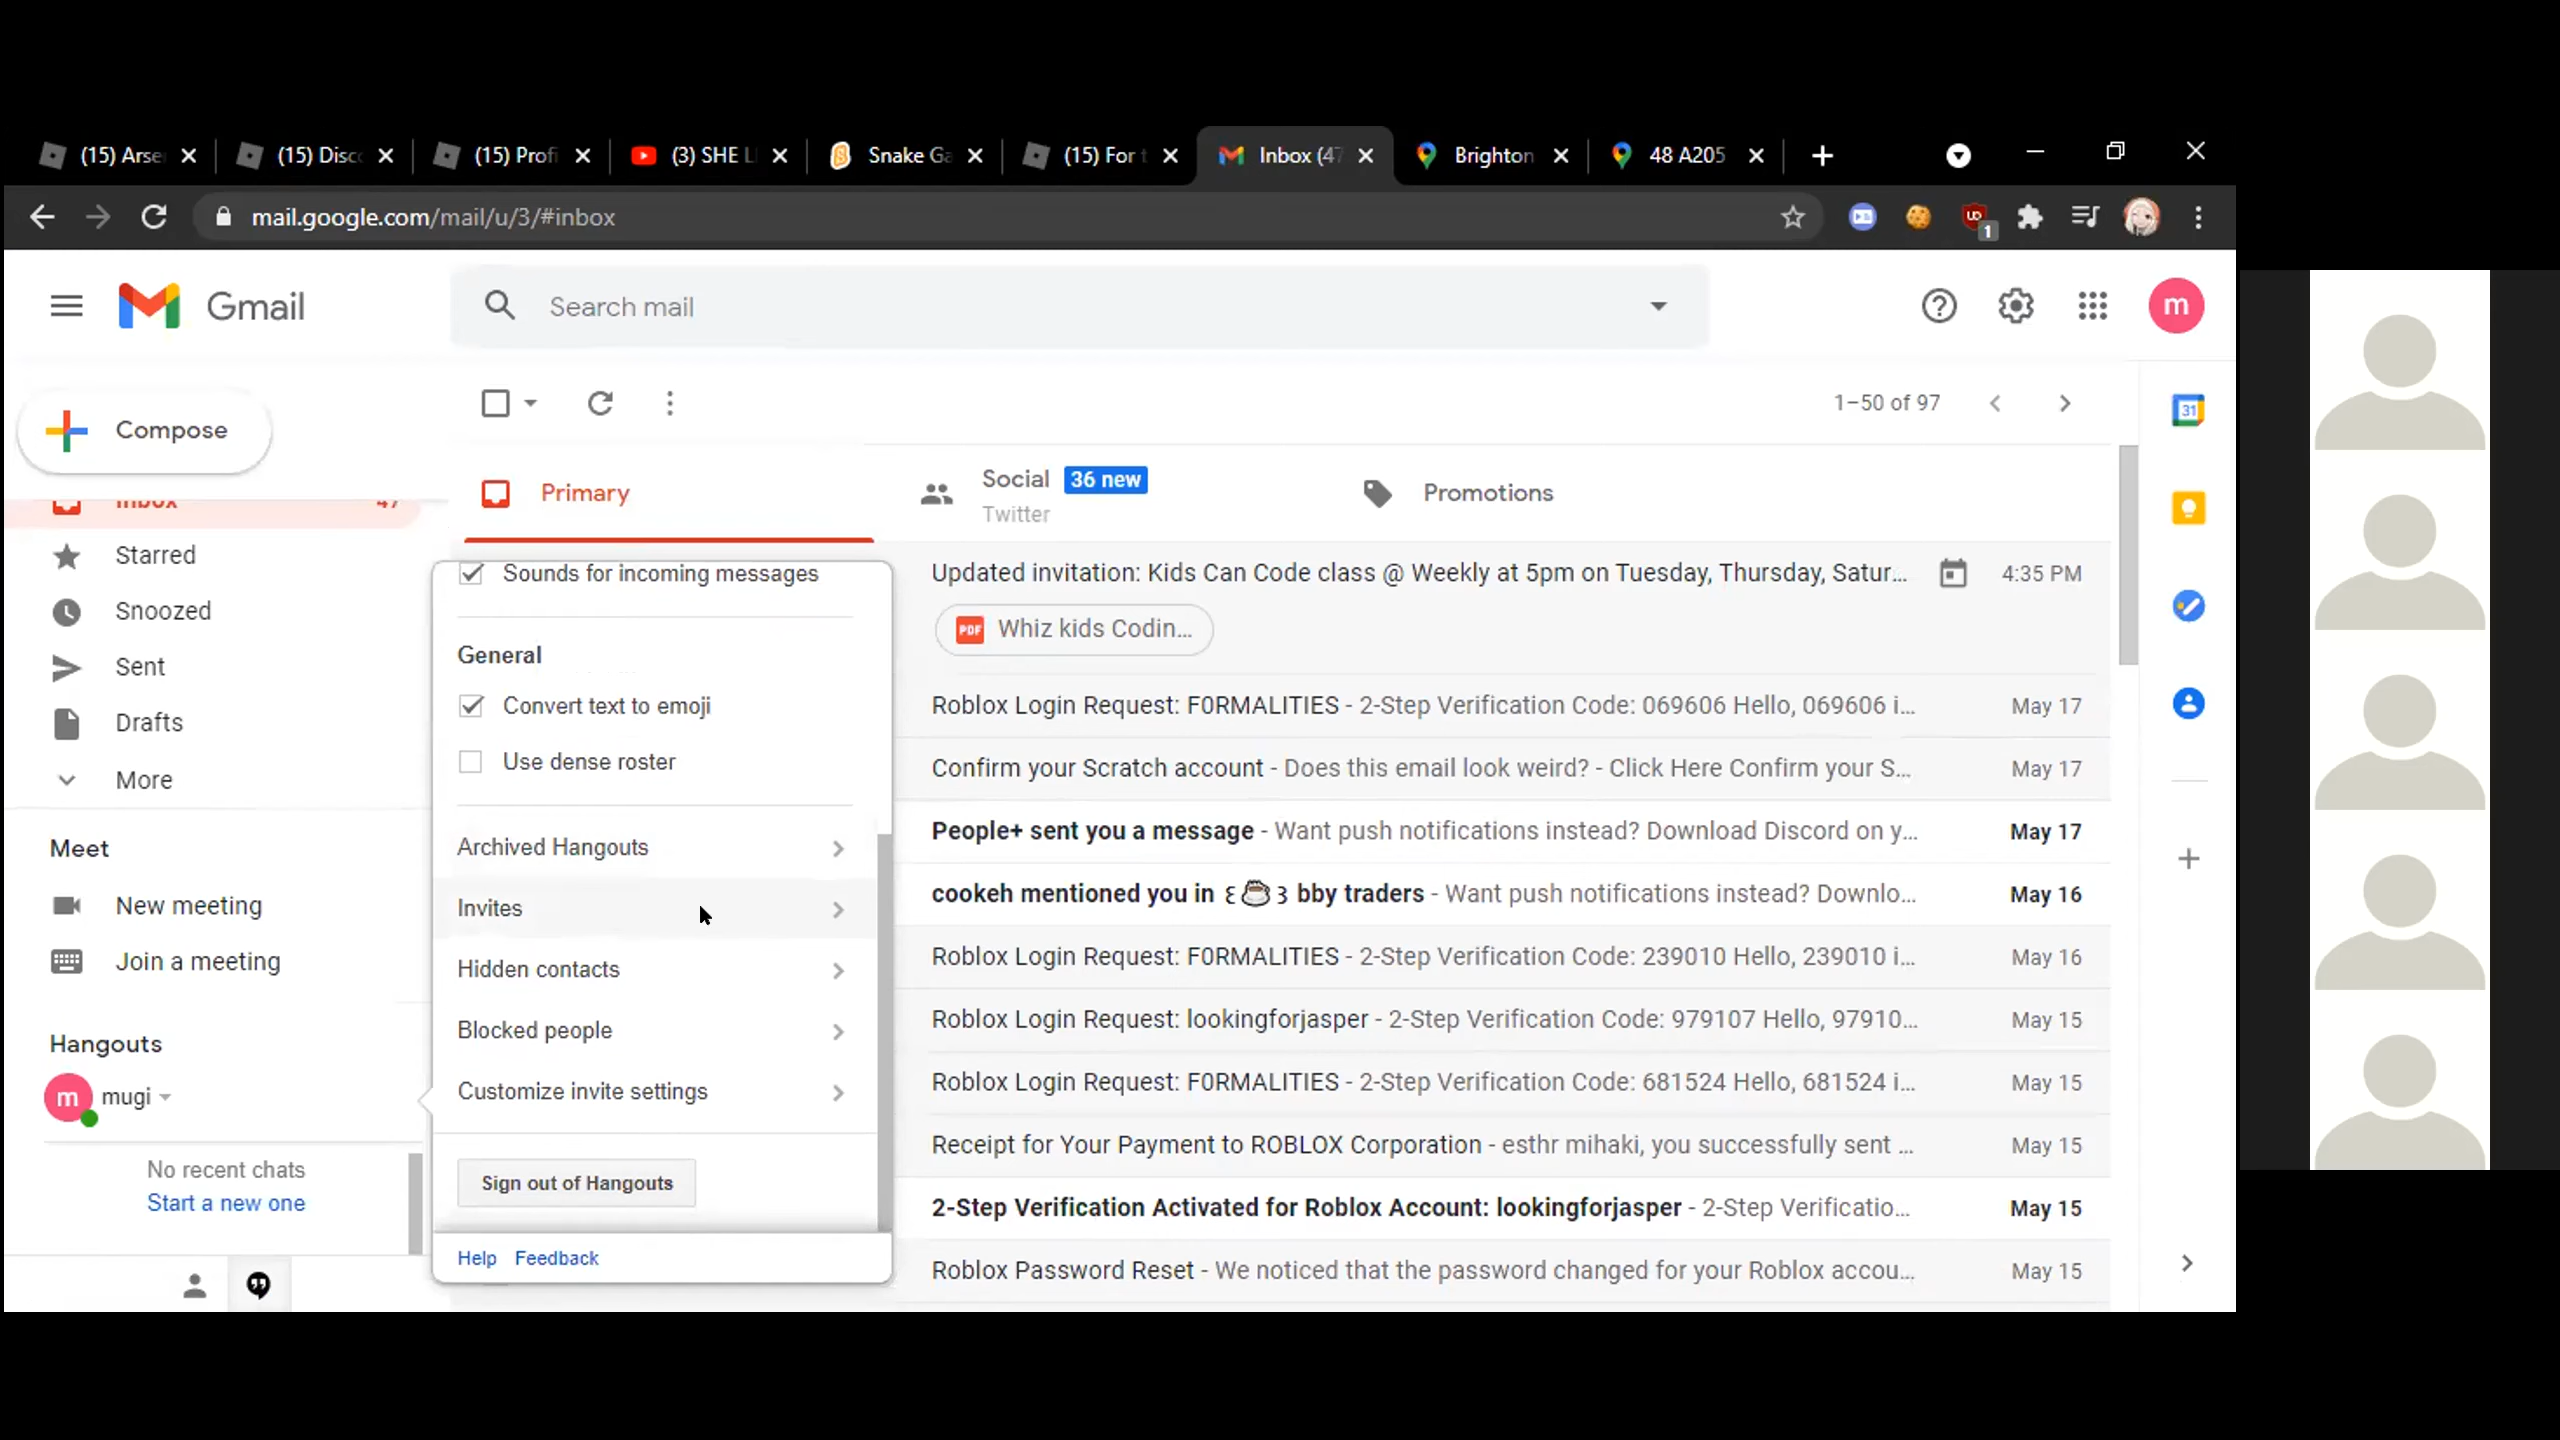 (15) Arse
(15) Disc
(15) Profi
(3) SHE LI
Snake Ga
(15) For t
Inbox (47
Brighton
48 A205
mail.google.com/mail/u/3/#inbox
1
Gmail
Search mail
m
Compose
1–50 of 97
31
Primary
Social 36 new
Twitter
Promotions
Inbox 47
Starred
Snoozed
Sent
Drafts
More
Meet
New meeting
Join a meeting
Hangouts
m mugi
No recent chats
Start a new one
Sounds for incoming messages
General
Convert text to emoji
Use dense roster
Archived Hangouts
Invites
Hidden contacts
Blocked people
Customize invite settings
Sign out of Hangouts
Help Feedback
Updated invitation: Kids Can Code class @ Weekly at 5pm on Tuesday, Thursday, Satur... 4:35 PM
PDF Whiz kids Codin...
Roblox Login Request: F0RMALITIES - 2-Step Verification Code: 069606 Hello, 069606 i... May 17
Confirm your Scratch account - Does this email look weird? - Click Here Confirm your S... May 17
People+ sent you a message - Want push notifications instead? Download Discord on y... May 17
cookeh mentioned you in ꒰☕꒱ bby traders - Want push notifications instead? Downlo... May 16
Roblox Login Request: F0RMALITIES - 2-Step Verification Code: 239010 Hello, 239010 i... May 16
Roblox Login Request: lookingforjasper - 2-Step Verification Code: 979107 Hello, 97910... May 15
Roblox Login Request: F0RMALITIES - 2-Step Verification Code: 681524 Hello, 681524 i... May 15
Receipt for Your Payment to ROBLOX Corporation - esthr mihaki, you successfully sent ... May 15
2-Step Verification Activated for Roblox Account: lookingforjasper - 2-Step Verificatio... May 15
Roblox Password Reset - We noticed that the password changed for your Roblox accou... May 15